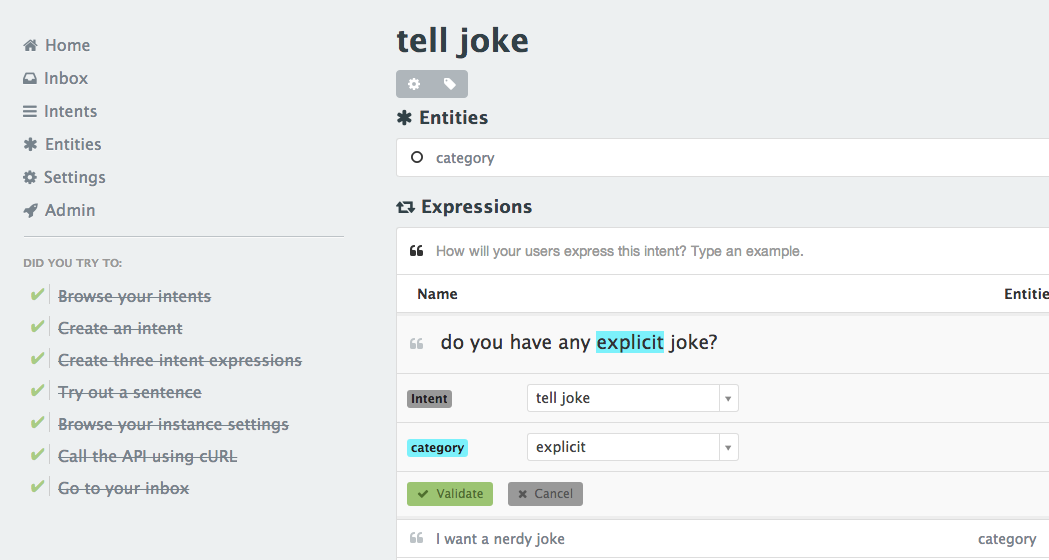 Home
Inbox
Intents
Entities
Settings
Admin
DID YOU TRY TO:
Browse your intents
Create an intent
Create three intent expressions
Try out a sentence
Browse your instance settings
Call the API using cURL
Go to your inbox
tell joke
Entities
category
Expressions
How will your users express this intent? Type an example.
Name Entitie
do you have any explicit joke?
Intent tell joke
category explicit
Validate Cancel
I want a nerdy joke category